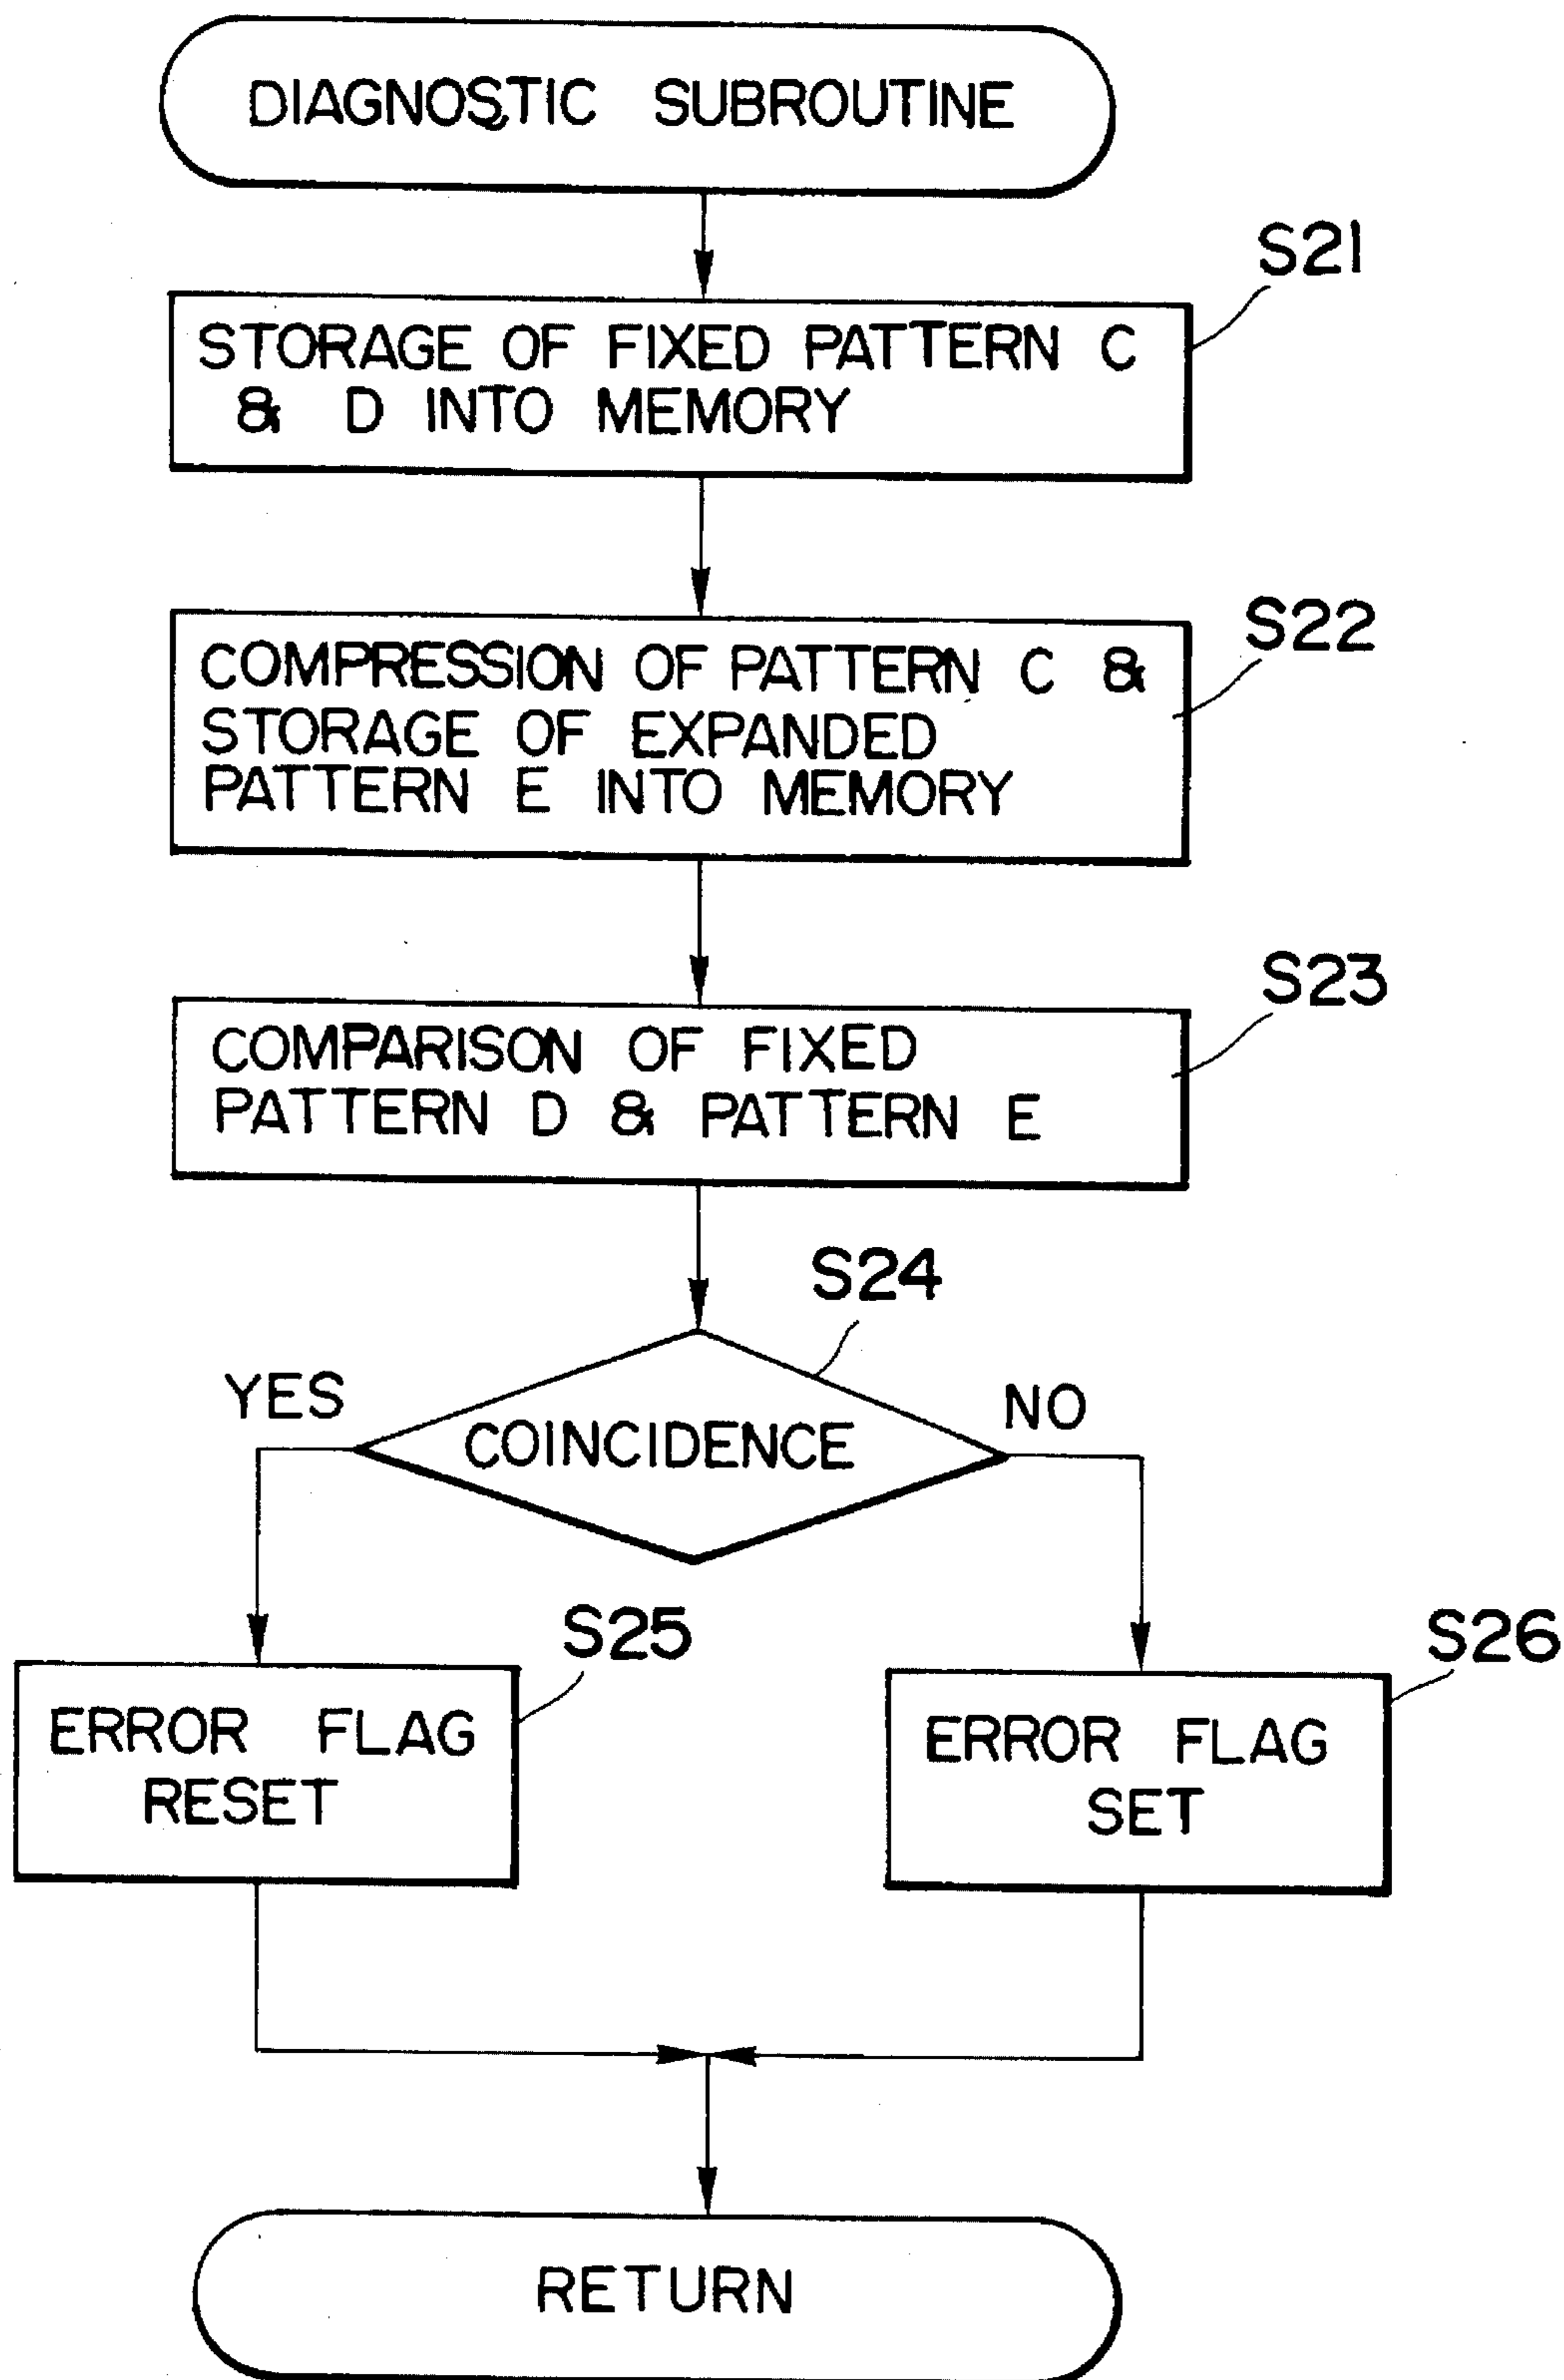 DIAGNOSTIC SUBROUTINE
S21
STORAGE OF FIXED PATTERN C
& D INTO MEMORY
S22
COMPRESSION OF PATTERN C &
STORAGE OF EXPANDED
PATTERN E INTO MEMORY
S23
COMPARISON OF FIXED
PATTERN D & PATTERN E
S24
YES
NO
COINCIDENCE
S25
S26
ERROR FLAG
RESET
ERROR FLAG
SET
RETURN